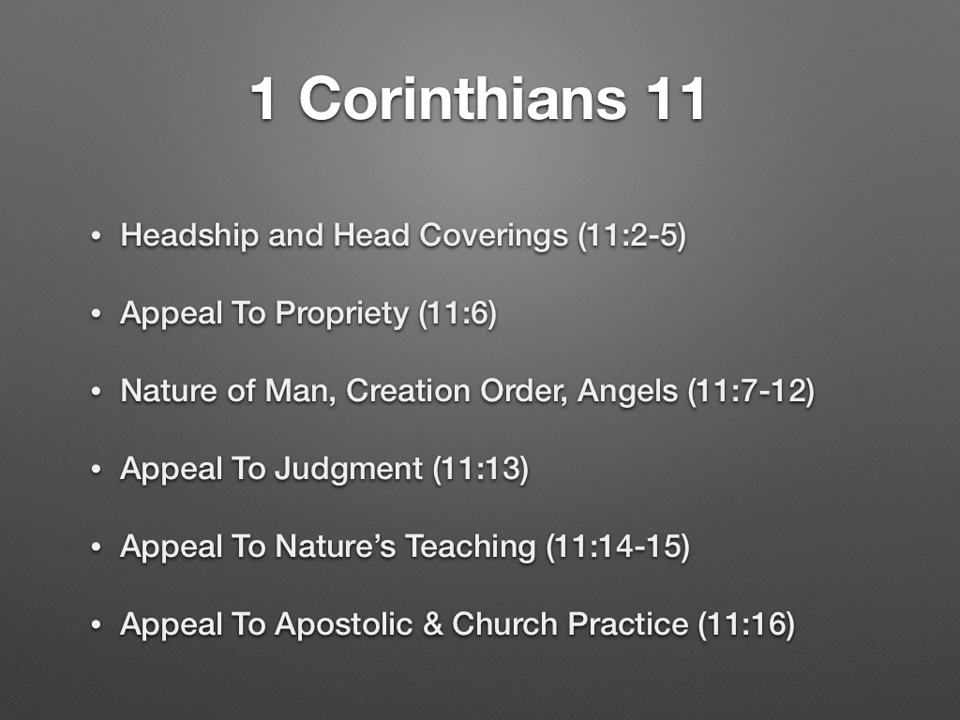 1 Corinthians 11
• Headship and Head Coverings (11:2-5)
• Appeal To Propriety (11:6)
• Nature of Man, Creation Order, Angels (11:7-12)
• Appeal To Judgment (11:13)
• Appeal To Nature’s Teaching (11:14-15)
• Appeal To Apostolic & Church Practice (11:16)